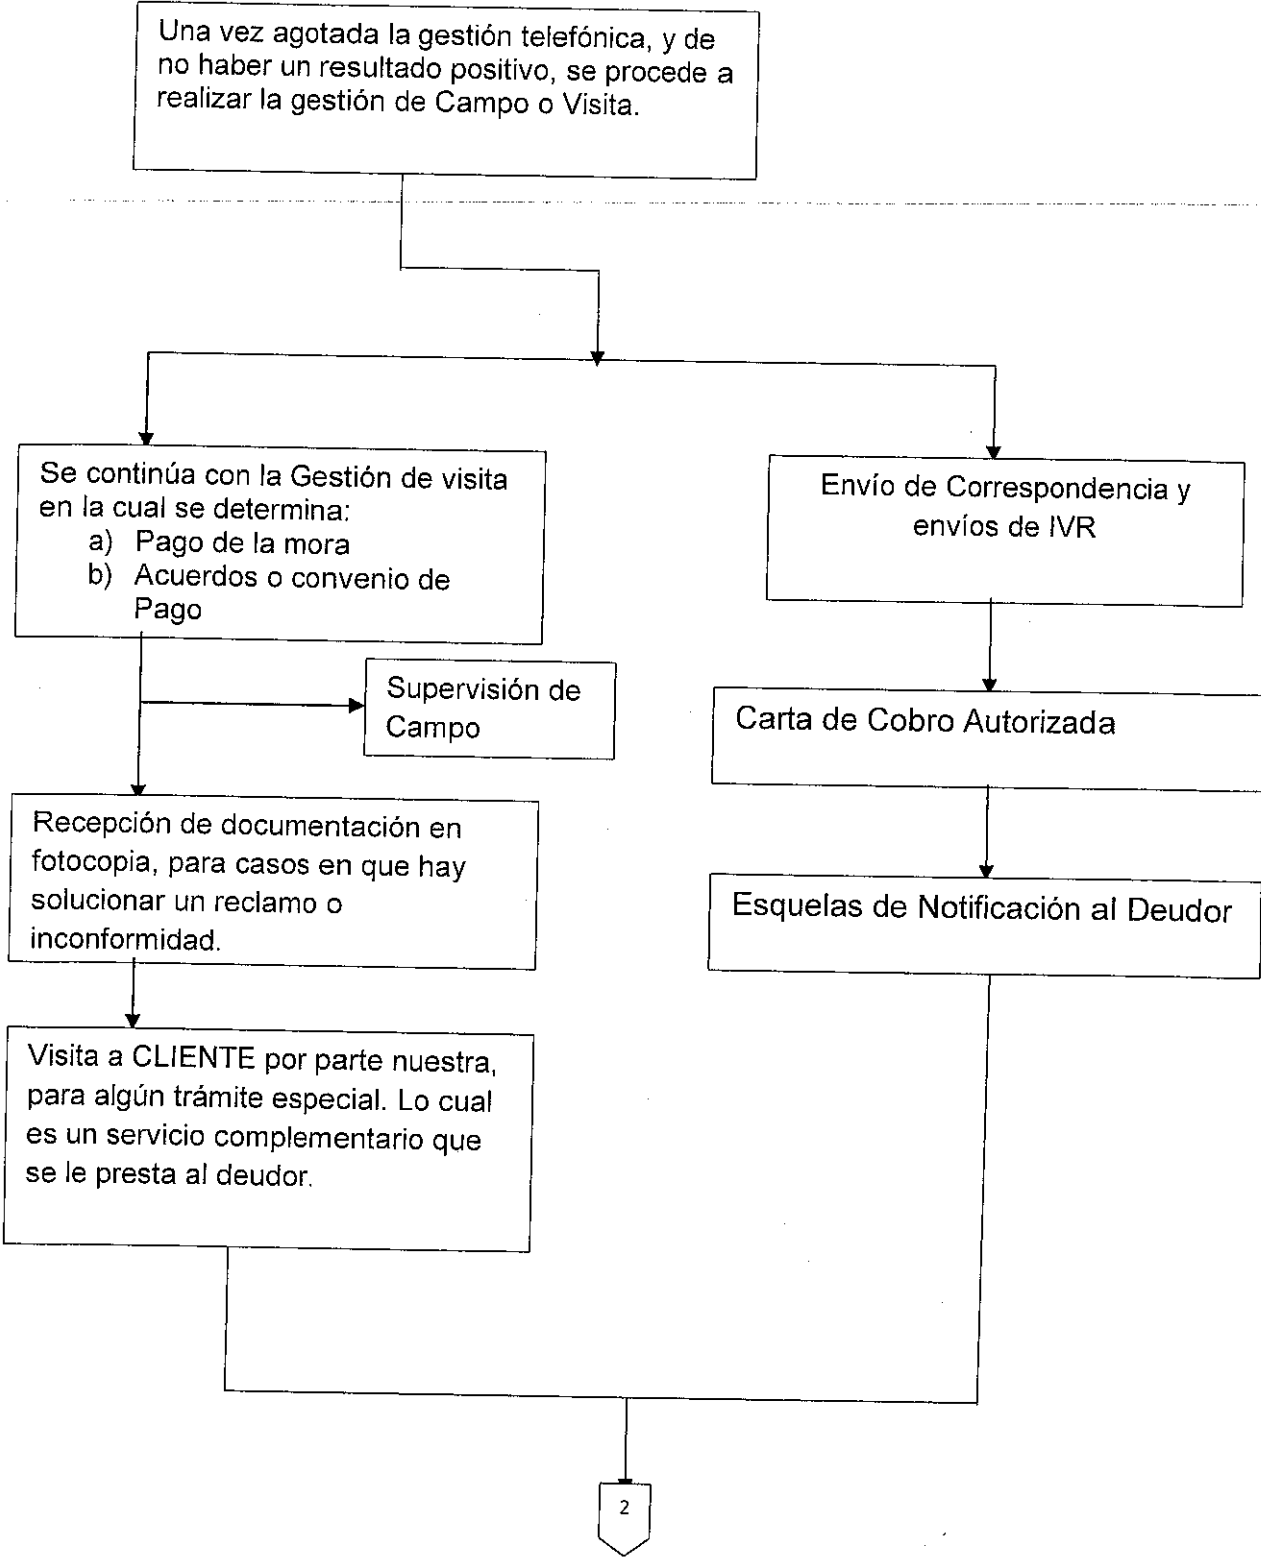 Una vez agotada la gestión telefónica, y de
no haber un resultado positivo, se procede a
realizar la gestión de Campo o Visita.
Se continúa con la Gestión de visita
en la cual se determina:
a) Pago de la mora
b) Acuerdos o convenio de
Pago
Supervisión de
Campo
Recepción de documentación en
fotocopia, para casos en que hay
solucionar un reclamo o
inconformidad.
Visita a CLIENTE por parte nuestra,
para algún trámite especial. Lo cual
es un servicio complementario que
se le presta al deudor.
Envío de Correspondencia y
envíos de IVR
Carta de Cobro Autorizada
Esquelas de Notificación al Deudor
2